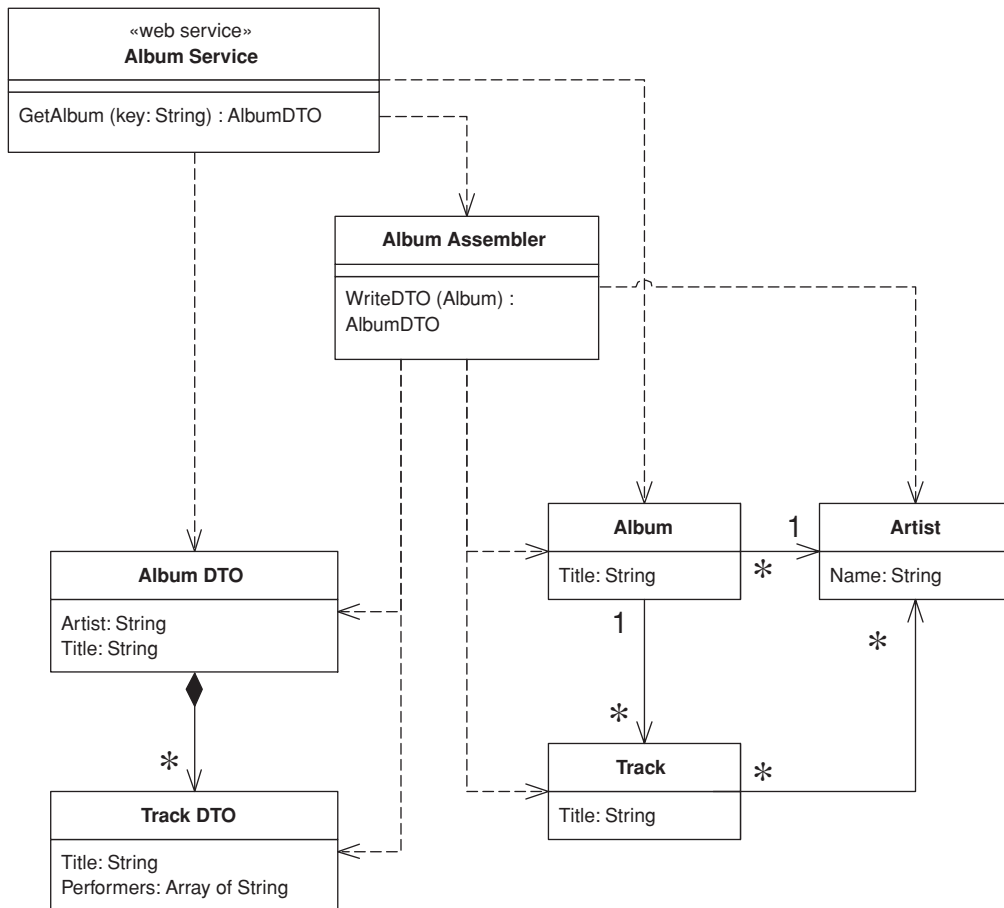 «web service»
Album Service
GetAlbum (key: String) : AlbumDTO
Album Assembler
WriteDTO (Album) :
AlbumDTO
Album
Title: String
1
*
Artist
Name: String
1
*
*
*
Album DTO
Artist: String
Title: String
*
Track
Title: String
Track DTO
Title: String
Performers: Array of String